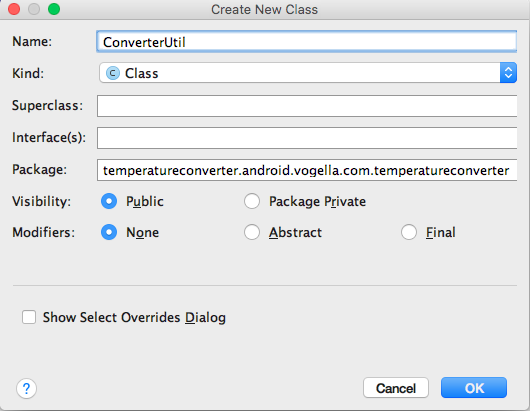 Create New Class
Name: ConverterUtil
Kind: C Class
Superclass:
Interface(s):
Package: temperatureconverter.android.vogella.com.temperatureconverter
Visibility: Public Package Private
Modifiers: None Abstract Final
Show Select Overrides Dialog
? Cancel OK